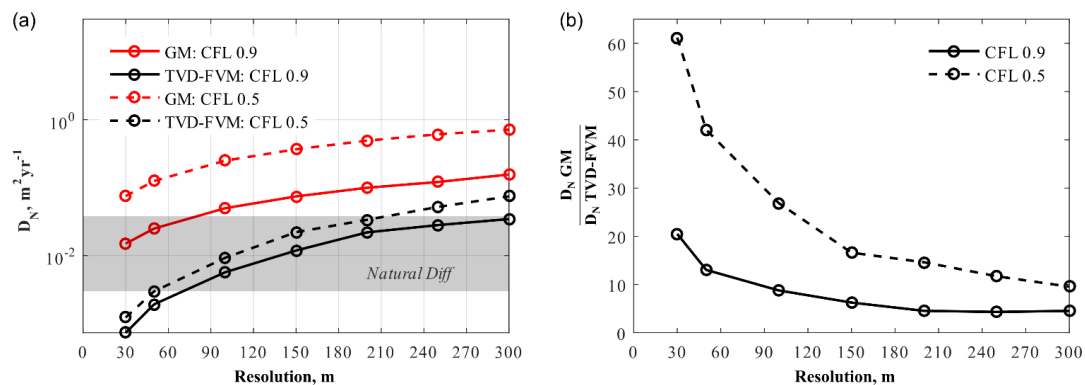 (a)
GM: CFL 0.9
TVD-FVM: CFL 0.9
GM: CFL 0.5
TVD-FVM: CFL 0.5
10^0
10^-2
D_N, m^2 yr^-1
Natural Diff
0 30 60 90 120 150 180 210 240 270 300
Resolution, m
(b)
CFL 0.9
CFL 0.5
60
50
40
30
20
10
0
D_N GM
D_N TVD-FVM
0 30 60 90 120 150 180 210 240 270 300
Resolution, m